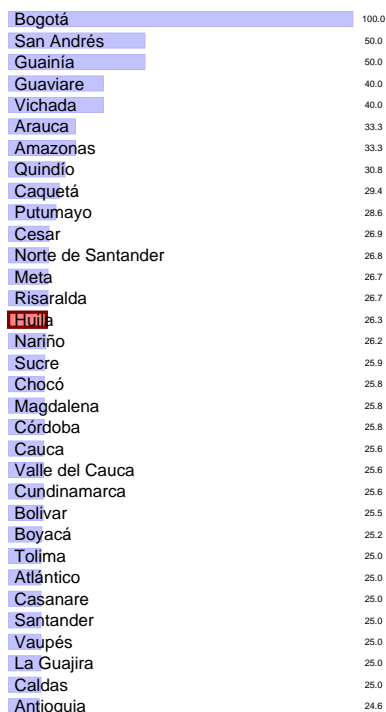 Bogotá 100.0
San Andrés 50.0
Guainía 50.0
Guaviare 40.0
Vichada 40.0
Arauca 33.3
Amazonas 33.3
Quindío 30.8
Caquetá 29.4
Putumayo 28.6
Cesar 26.9
Norte de Santander 26.8
Meta 26.7
Risaralda 26.7
Huila 26.3
Nariño 26.2
Sucre 25.9
Chocó 25.8
Magdalena 25.8
Córdoba 25.8
Cauca 25.6
Valle del Cauca 25.6
Cundinamarca 25.6
Bolivar 25.5
Boyacá 25.2
Tolima 25.0
Atlántico 25.0
Casanare 25.0
Santander 25.0
Vaupés 25.0
La Guajira 25.0
Caldas 25.0
Antioquia 24.6